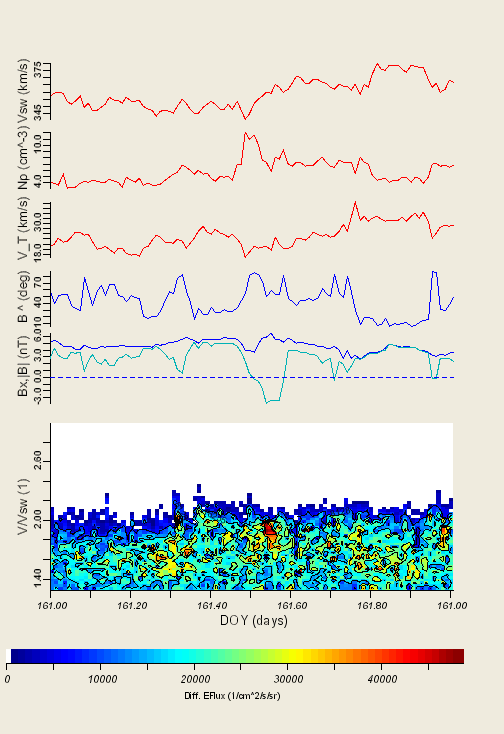 375
345
Vsw (km/s)
10.0
4.0
Np (cm^-3)
30.0
18.0
V_T (km/s)
70
40
10
B ^ (deg)
6.0
3.0
0.0
-3.0
Bx,|B| (nT)
2.60
2.00
1.40
V/Vsw (1)
161.00 161.20 161.40 161.60 161.80 161.00
DOY (days)
0 10000 20000 30000 40000
Diff. EFlux (1/cm^2/s/sr)